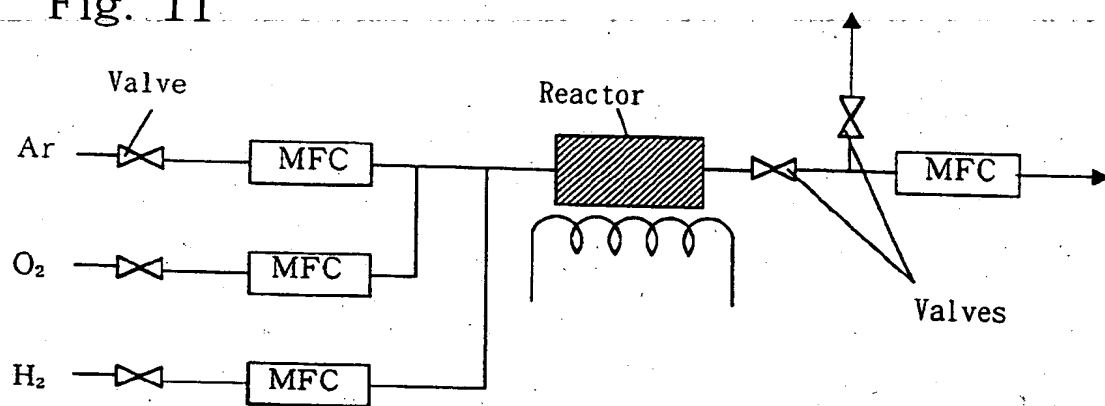 Fig. 11
Valve
Reactor
Ar
MFC
MFC
O₂
MFC
Valves
H₂
MFC